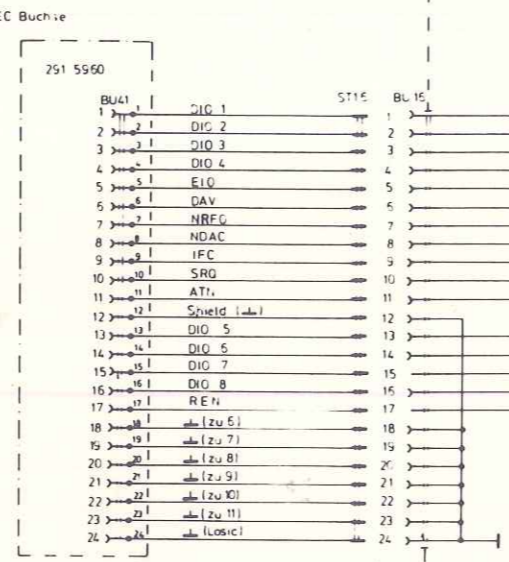 EC Buchse
291 5960
BU41 ST15 BU 15
1 1 DIO 1 1
2 2 DIO 2 2
3 3 DIO 3 3
4 4 DIO 4 4
5 5 EIO 5
6 6 DAV 6
7 7 NRFC 7
8 8 NDAC 8
9 9 IFC 9
10 10 SRQ 10
11 11 ATN 11
12 12 Shield (⊥) 12
13 13 DIO 5 13
14 14 DIO 6 14
15 15 DIO 7 15
16 16 DIO 8 16
17 17 REN 17
18 18 ⊥ (zu 6) 18
19 19 ⊥ (zu 7) 19
20 20 ⊥ (zu 8) 20
21 21 ⊥ (zu 9) 21
22 22 ⊥ (zu 10) 22
23 23 ⊥ (zu 11) 23
24 24 ⊥ (Logic) 24